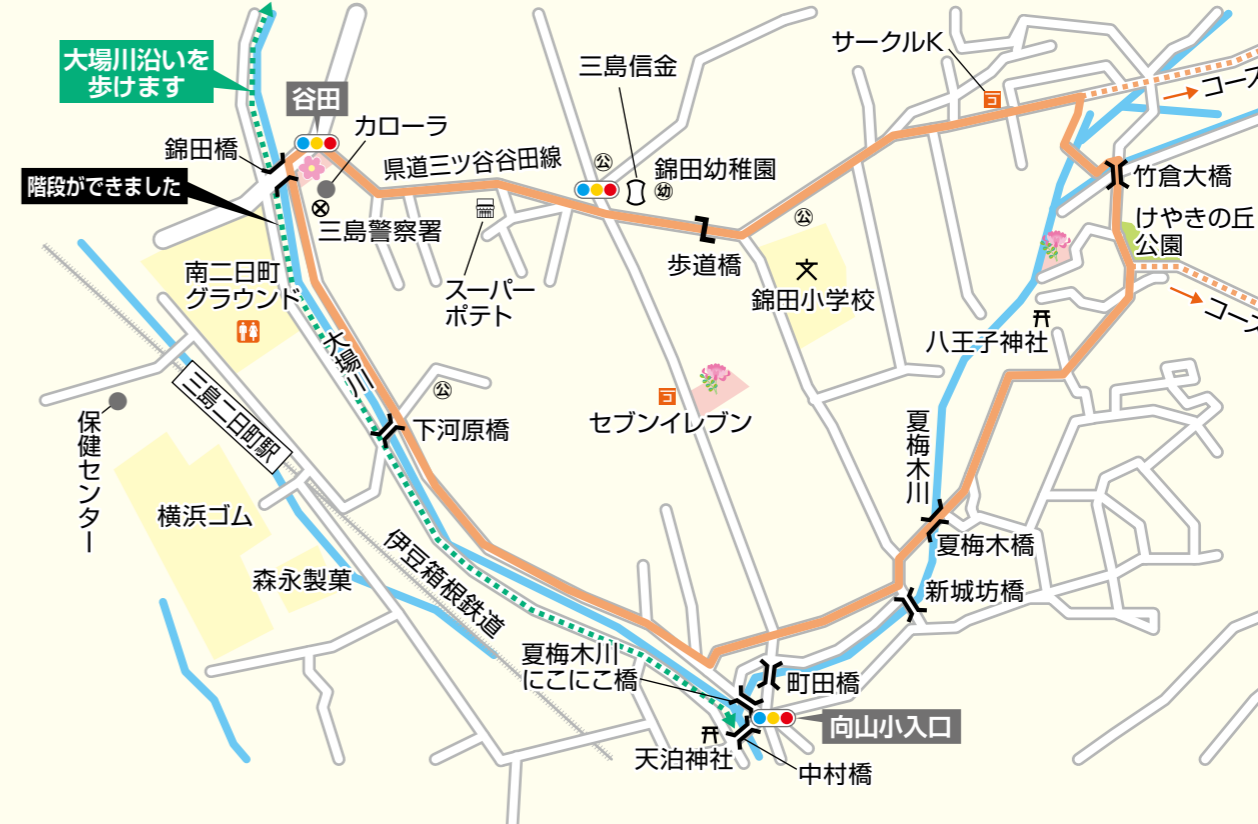 大場川沿いを
歩けます
谷田
カローラ
錦田橋
階段ができました
三島警察署
県道三ツ谷谷田線
三島信金
公
錦田幼稚園
幼
サークルK
コ
コース
竹倉大橋
けやきの丘
公園
コース
スーパー
ポテト
歩道橋
公
文
錦田小学校
南二日町
グラウンド
大場川
三島二日町駅
保健センター
公
下河原橋
コ
セブンイレブン
八王子神社
夏梅木川
夏梅木橋
新城坊橋
横浜ゴム
森永製菓
伊豆箱根鉄道
夏梅木川
にこにこ橋
町田橋
向山小入口
天泊神社
中村橋